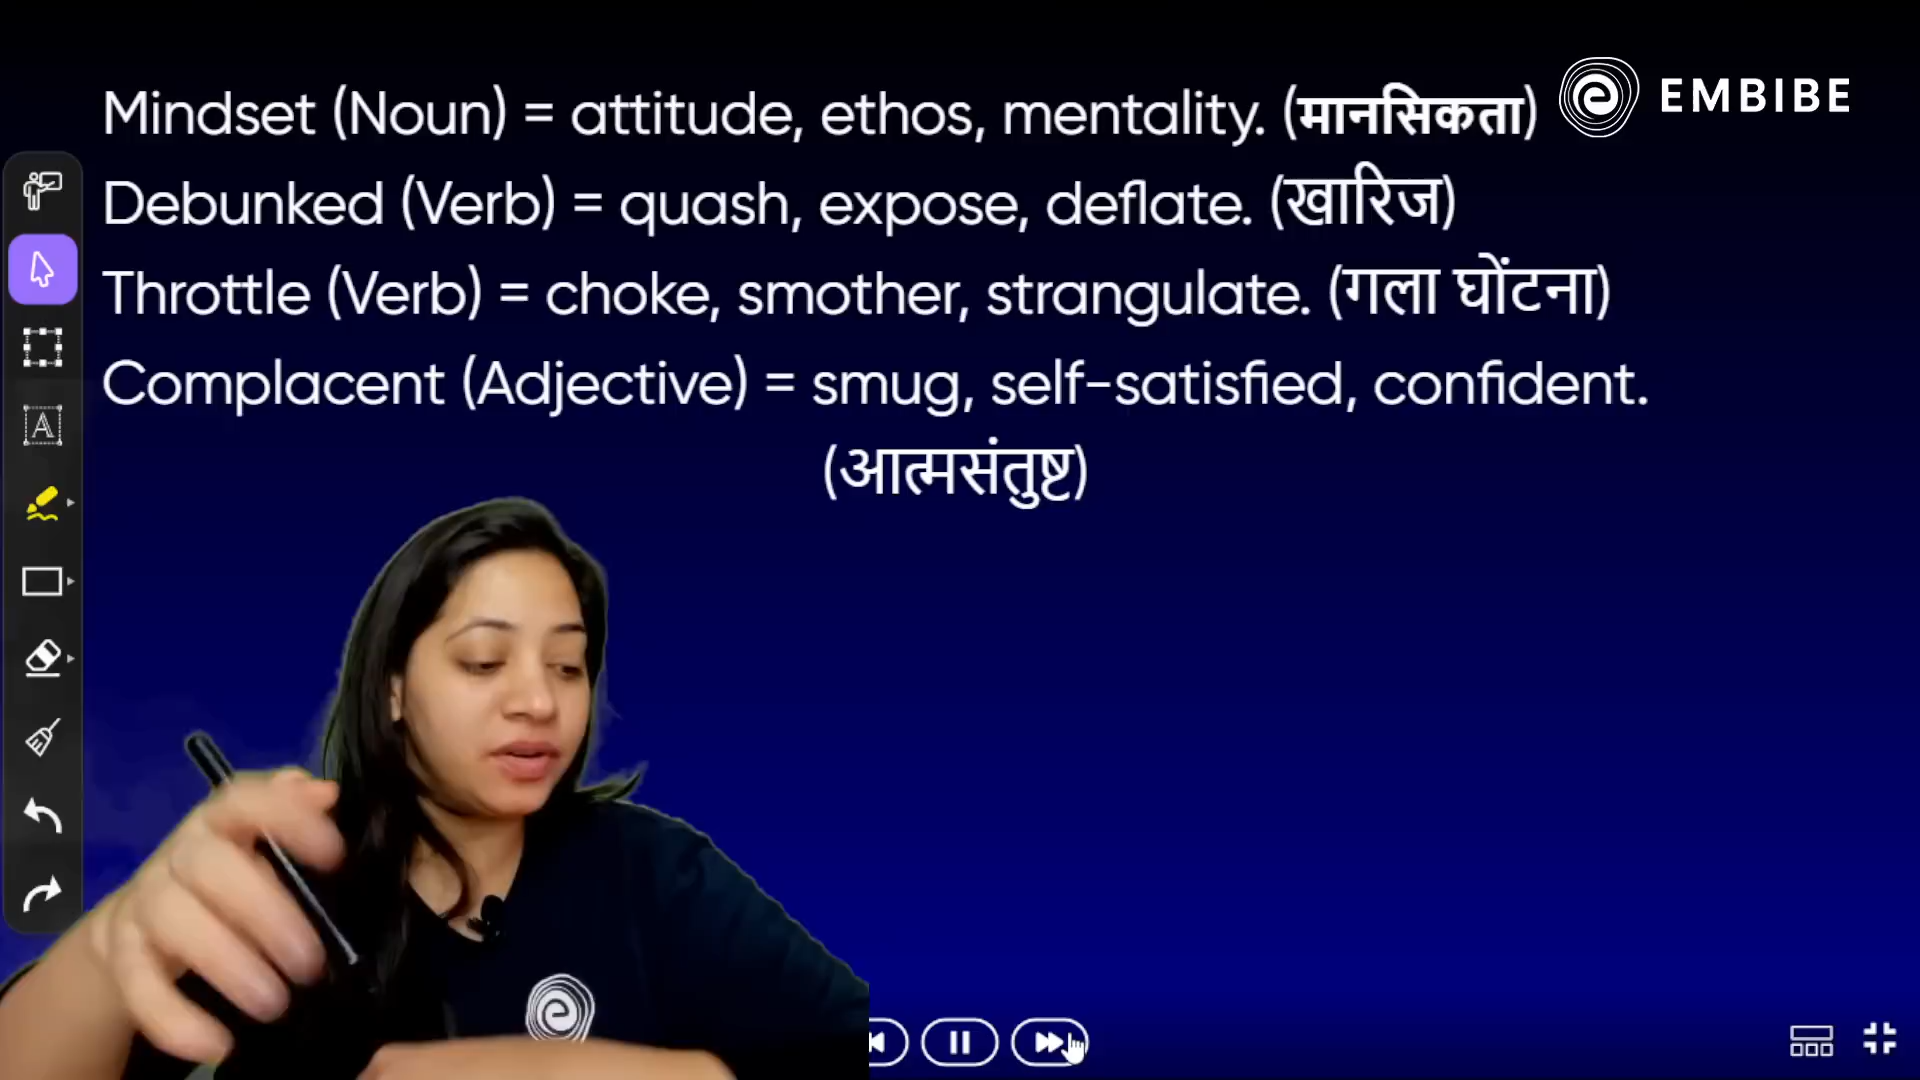 Mindset (Noun) = attitude, ethos, mentality. (मानसिकता)
EMBIBE
Debunked (Verb) = quash, expose, deflate. (खारिज)
Throttle (Verb) = choke, smother, strangulate. (गला घोंटना)
Complacent (Adjective) = smug, self-satisfied, confident.
(आत्मसंतुष्ट)